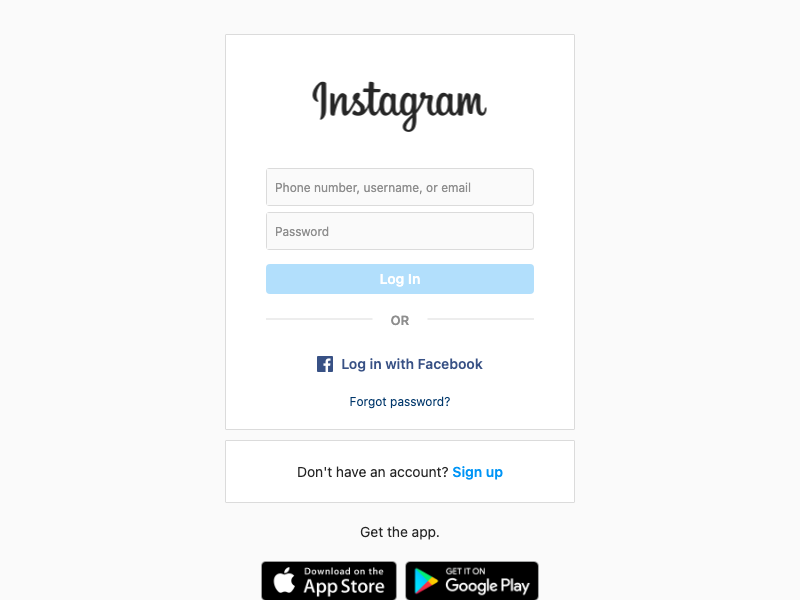 Instagram
Phone number, username, or email
Password
Log In
OR
Log in with Facebook
Forgot password?
Don't have an account? Sign up
Get the app.
Download on the
App Store
GET IT ON
Google Play